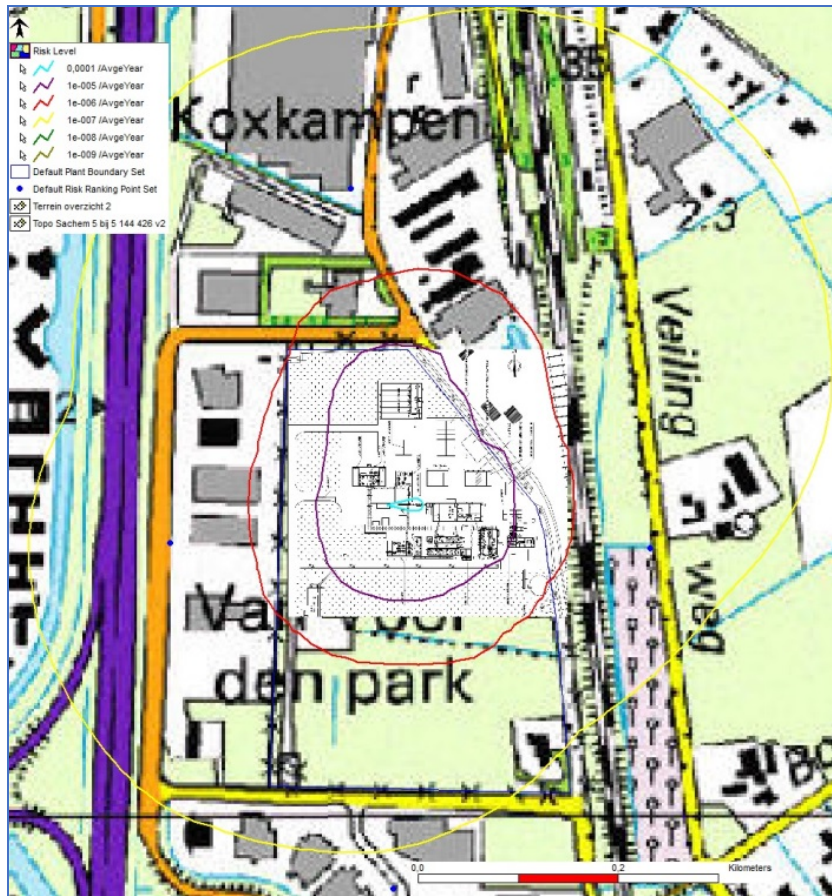 Risk Level
0,0001 /AvgeYear
1e-005 /AvgeYear
1e-006 /AvgeYear
1e-007 /AvgeYear
1e-008 /AvgeYear
1e-009 /AvgeYear
Default Plant Boundary Set
Default Risk Ranking Point Set
Terrein overzicht 2
Topo Sachem 5 bij 5 144 426 v2
Koxkampen
2.3
Veiling
weg
den park
0,0
0,2
Kilometers